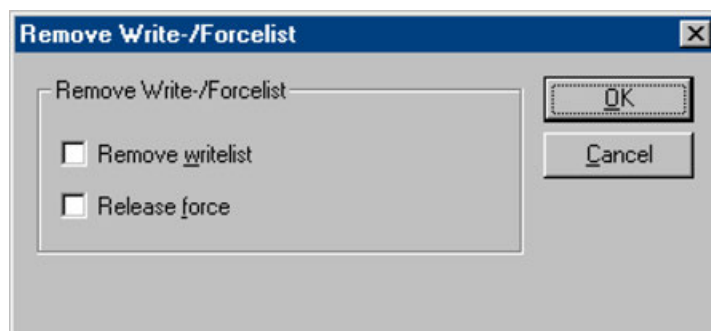 Remove Write-/Forcelist
Remove Write-/Forcelist
Remove writelist
Release force
OK
Cancel